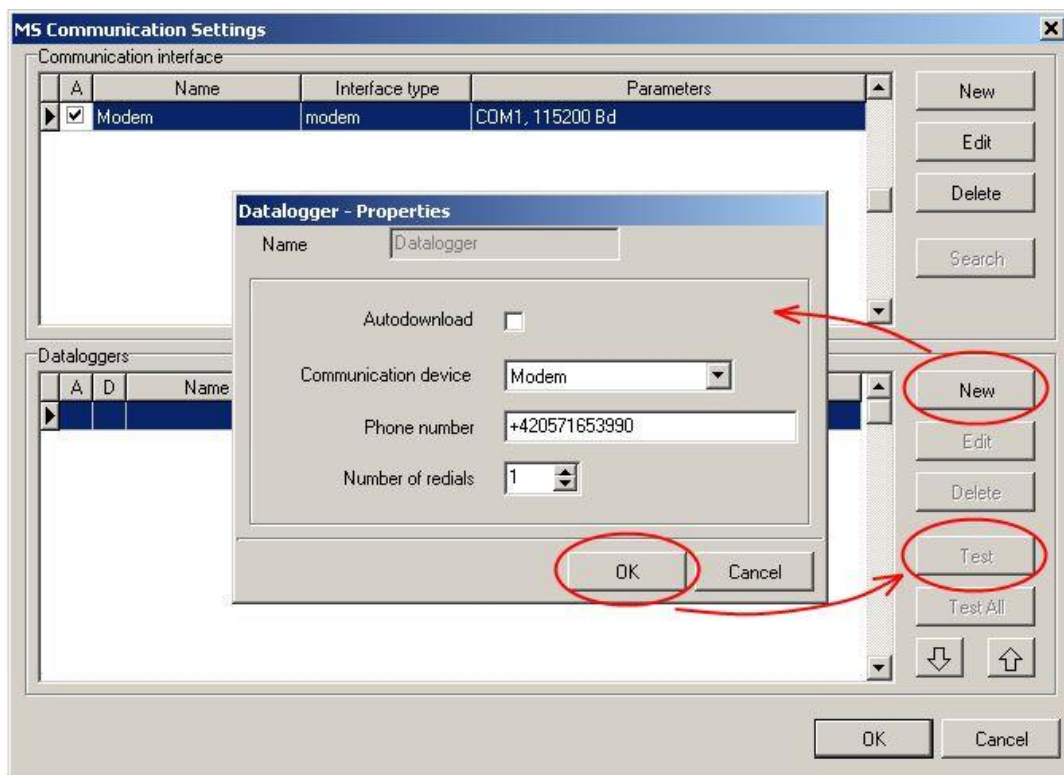 MS Communication Settings
Communication interface
A Name Interface type Parameters
Modem modem COM1, 115200 Bd
New
Edit
Delete
Search
Datalogger - Properties
Name Datalogger
Autodownload
Communication device Modem
Phone number +420571653990
Number of redials 1
OK Cancel
Dataloggers
A D Name
New
Edit
Delete
Test
Test All
OK Cancel